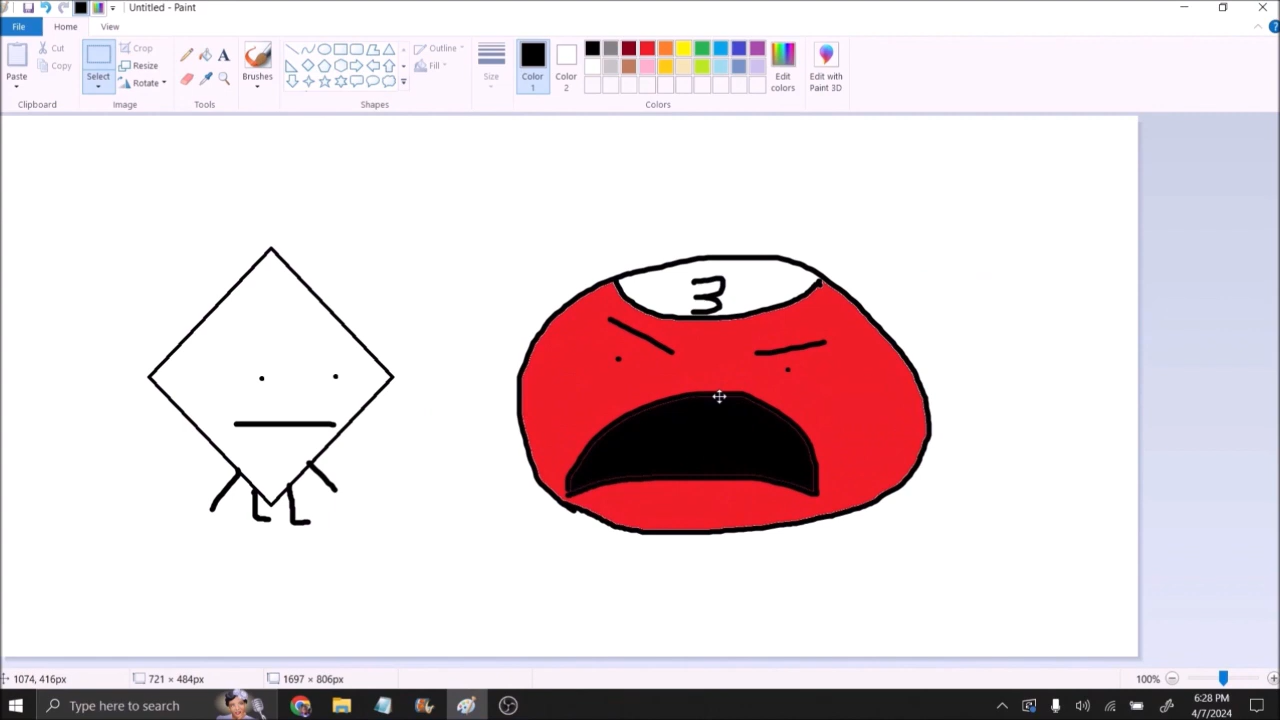 Untitled - Paint
File Home View
Paste
Cut
Copy
Clipboard
Select
Crop
Resize
Rotate
Image
A
Tools
Brushes
Outline
Fill
Shapes
Size
Color 1
Color 2
Edit colors
Edit with Paint 3D
Colors
3
1074, 416px 721 × 484px 1697 × 806px 100%
Type here to search
6:28 PM
4/7/2024